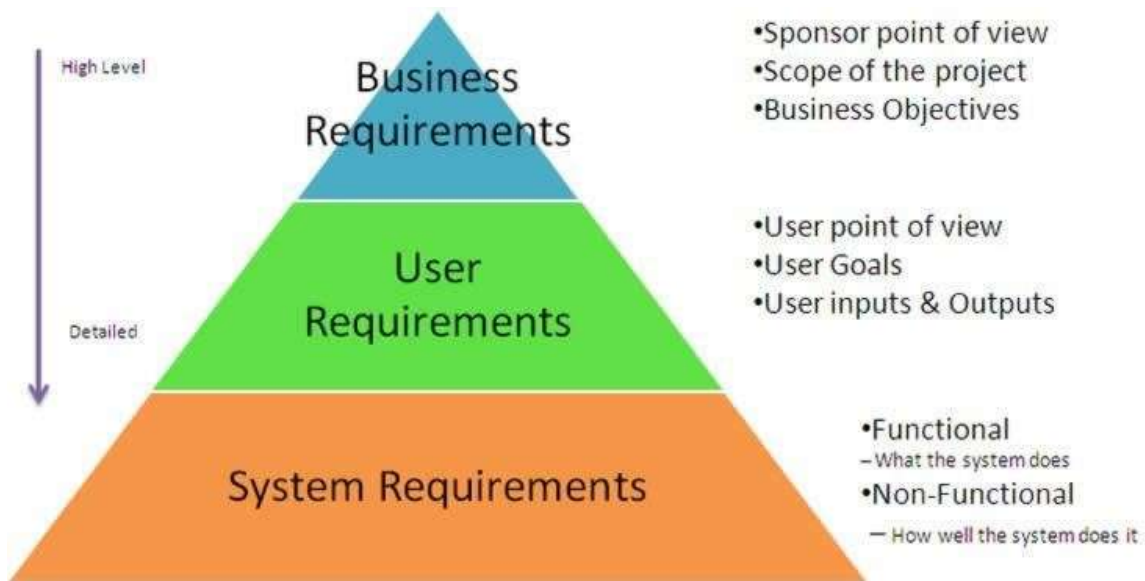 High Level
Business
Requirements
•Sponsor point of view
•Scope of the project
•Business Objectives
User
Requirements
•User point of view
•User Goals
•User inputs & Outputs
Detailed
System Requirements
•Functional
–What the system does
•Non-Functional
— How well the system does it